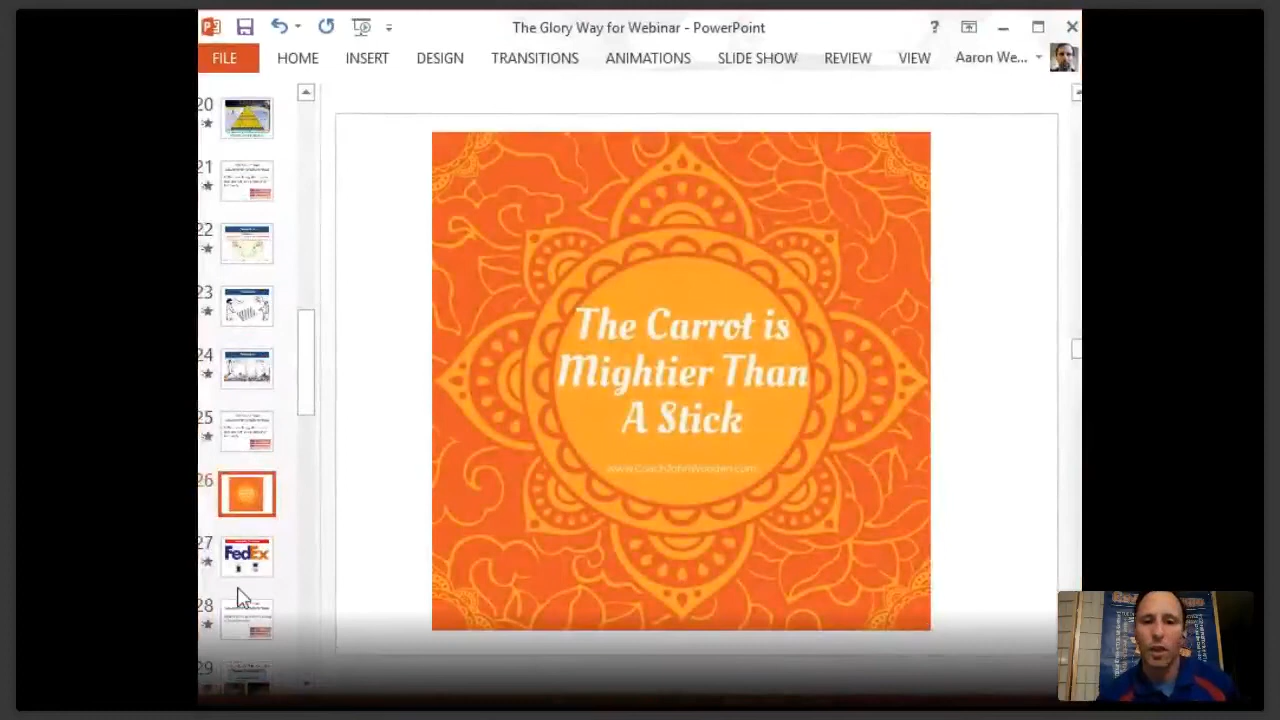 The Glory Way for Webinar - PowerPoint
?
FILE
HOME
INSERT
DESIGN
TRANSITIONS
ANIMATIONS
SLIDE SHOW
REVIEW
VIEW
Aaron We...
20
21
22
23
24
25
26
27
FedEx
28
29
The Carrot is
Mightier Than
A Stick
www.CoachJohnWooden.com